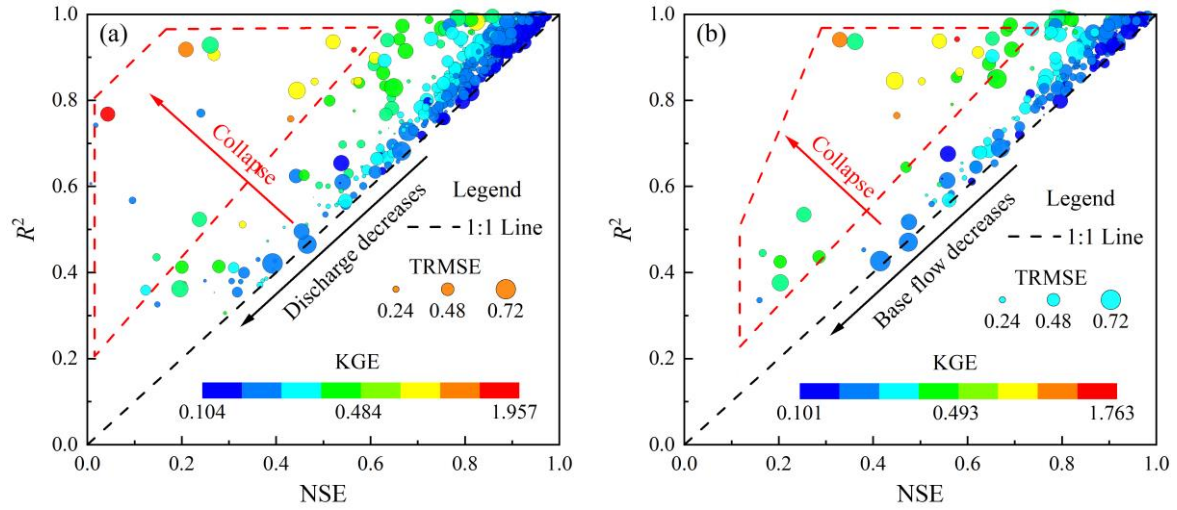 (a)
R²
1.0
0.8
0.6
0.4
0.2
0.0
0.0 0.2 0.4 0.6 0.8 1.0
NSE
Collapse
Discharge decreases
Legend
1:1 Line
TRMSE
0.24 0.48 0.72
KGE
0.104 0.484 1.957
(b)
R²
1.0
0.8
0.6
0.4
0.2
0.0
0.0 0.2 0.4 0.6 0.8 1.0
NSE
Collapse
Base flow decreases
Legend
1:1 Line
TRMSE
0.24 0.48 0.72
KGE
0.101 0.493 1.763